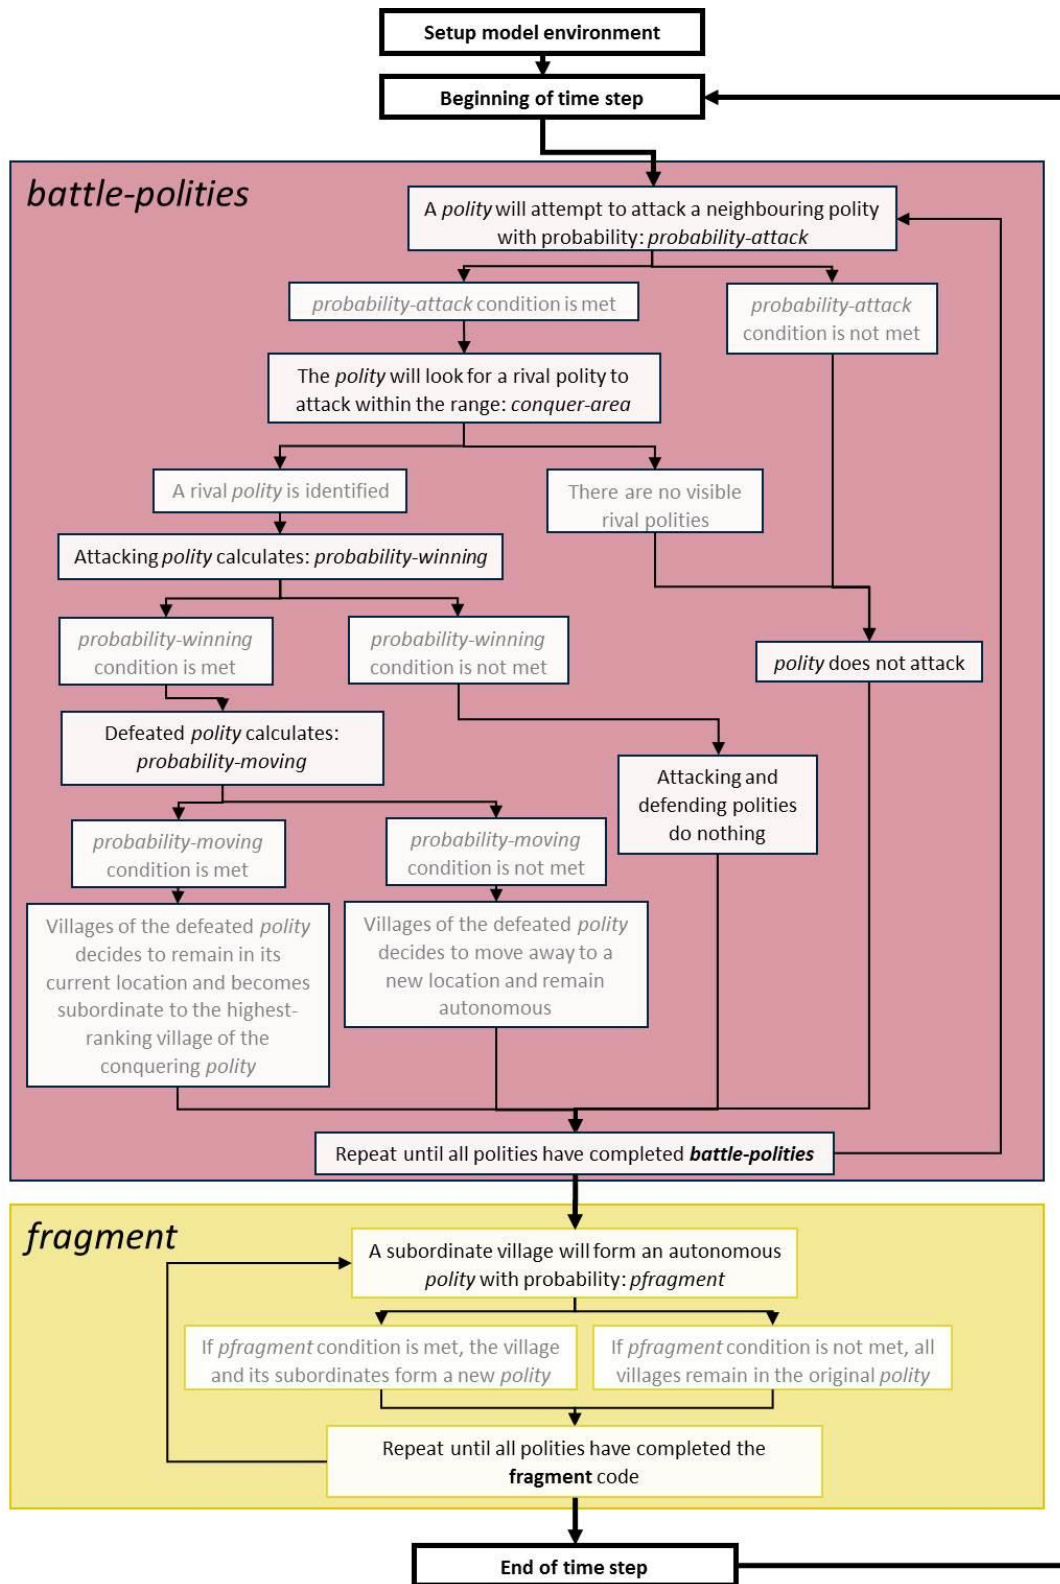 Setup model environment
Beginning of time step
battle-polities
A polity will attempt to attack a neighbouring polity
with probability: probability-attack
probability-attack condition is met
probability-attack
condition is not met
The polity will look for a rival polity to
attack within the range: conquer-area
A rival polity is identified
There are no visible
rival polities
Attacking polity calculates: probability-winning
probability-winning
condition is met
probability-winning
condition is not met
polity does not attack
Defeated polity calculates:
probability-moving
Attacking and
defending polities
do nothing
probability-moving
condition is met
probability-moving
condition is not met
Villages of the defeated polity
decides to remain in its
current location and becomes
subordinate to the highest-
ranking village of the
conquering polity
Villages of the defeated polity
decides to move away to a
new location and remain
autonomous
Repeat until all polities have completed battle-polities
fragment
A subordinate village will form an autonomous
polity with probability: pfragment
If pfragment condition is met, the village
and its subordinates form a new polity
If pfragment condition is not met, all
villages remain in the original polity
Repeat until all polities have completed the
fragment code
End of time step